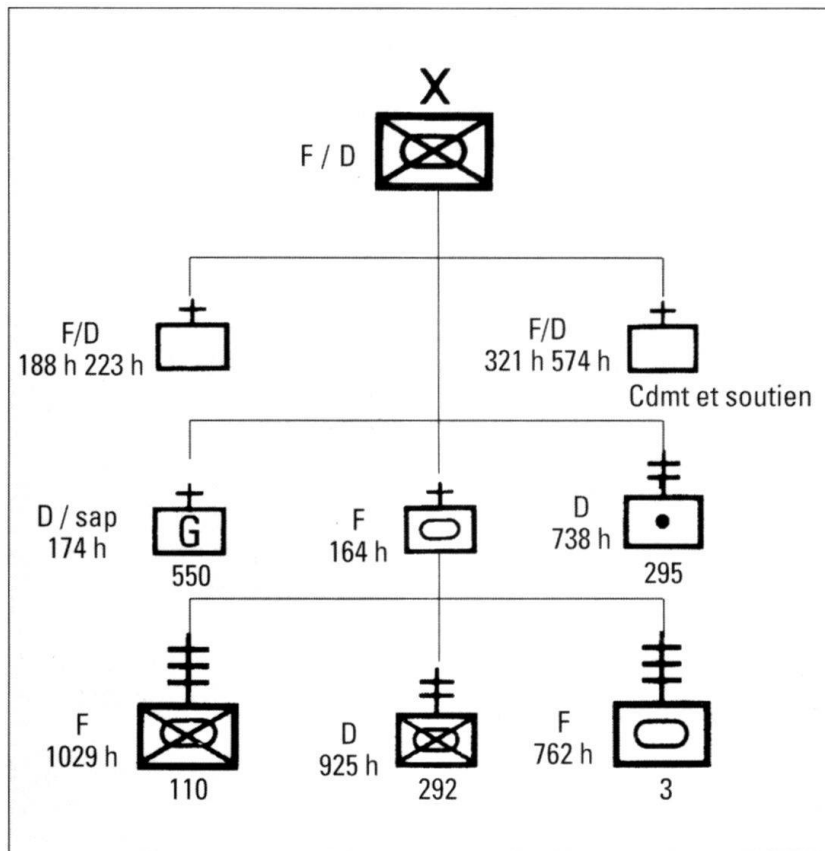 X
F / D
F/D
188 h 223 h
F/D
321 h 574 h
Cdmt et soutien
D / sap
174 h
G
550
F
164 h
D
738 h
295
F
1029 h
110
D
925 h
292
F
762 h
3